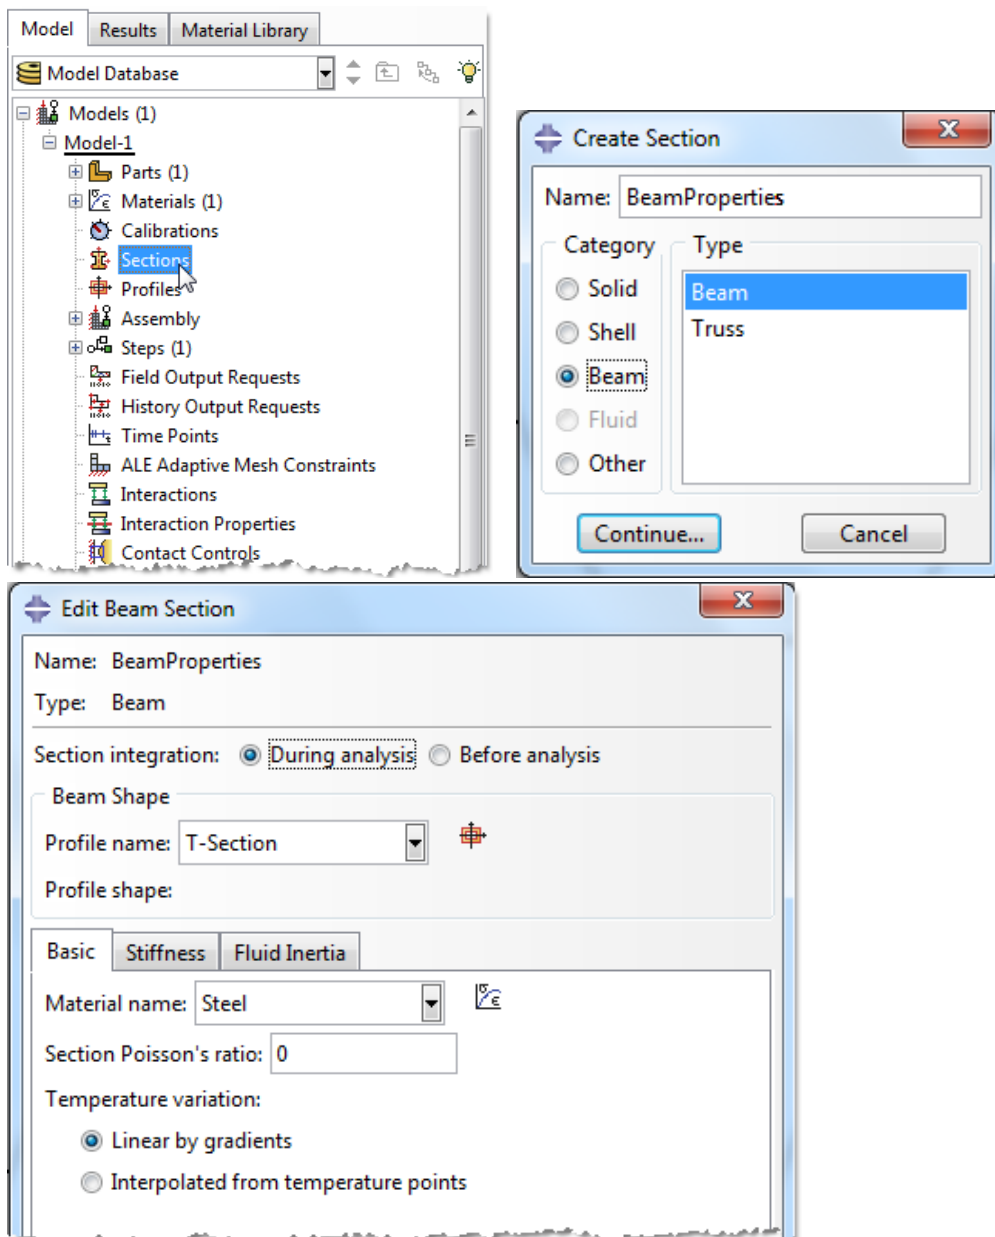 Model Results Material Library
Model Database
Models (1)
Model-1
Parts (1)
Materials (1)
Calibrations
Sections
Profiles
Assembly
Steps (1)
Field Output Requests
History Output Requests
Time Points
ALE Adaptive Mesh Constraints
Interactions
Interaction Properties
Contact Controls
Create Section
Name: BeamProperties
Category Type
Solid Beam
Shell Truss
Beam
Fluid
Other
Continue... Cancel
Edit Beam Section
Name: BeamProperties
Type: Beam
Section integration: During analysis Before analysis
Beam Shape
Profile name: T-Section
Profile shape:
Basic Stiffness Fluid Inertia
Material name: Steel
Section Poisson's ratio: 0
Temperature variation:
Linear by gradients
Interpolated from temperature points